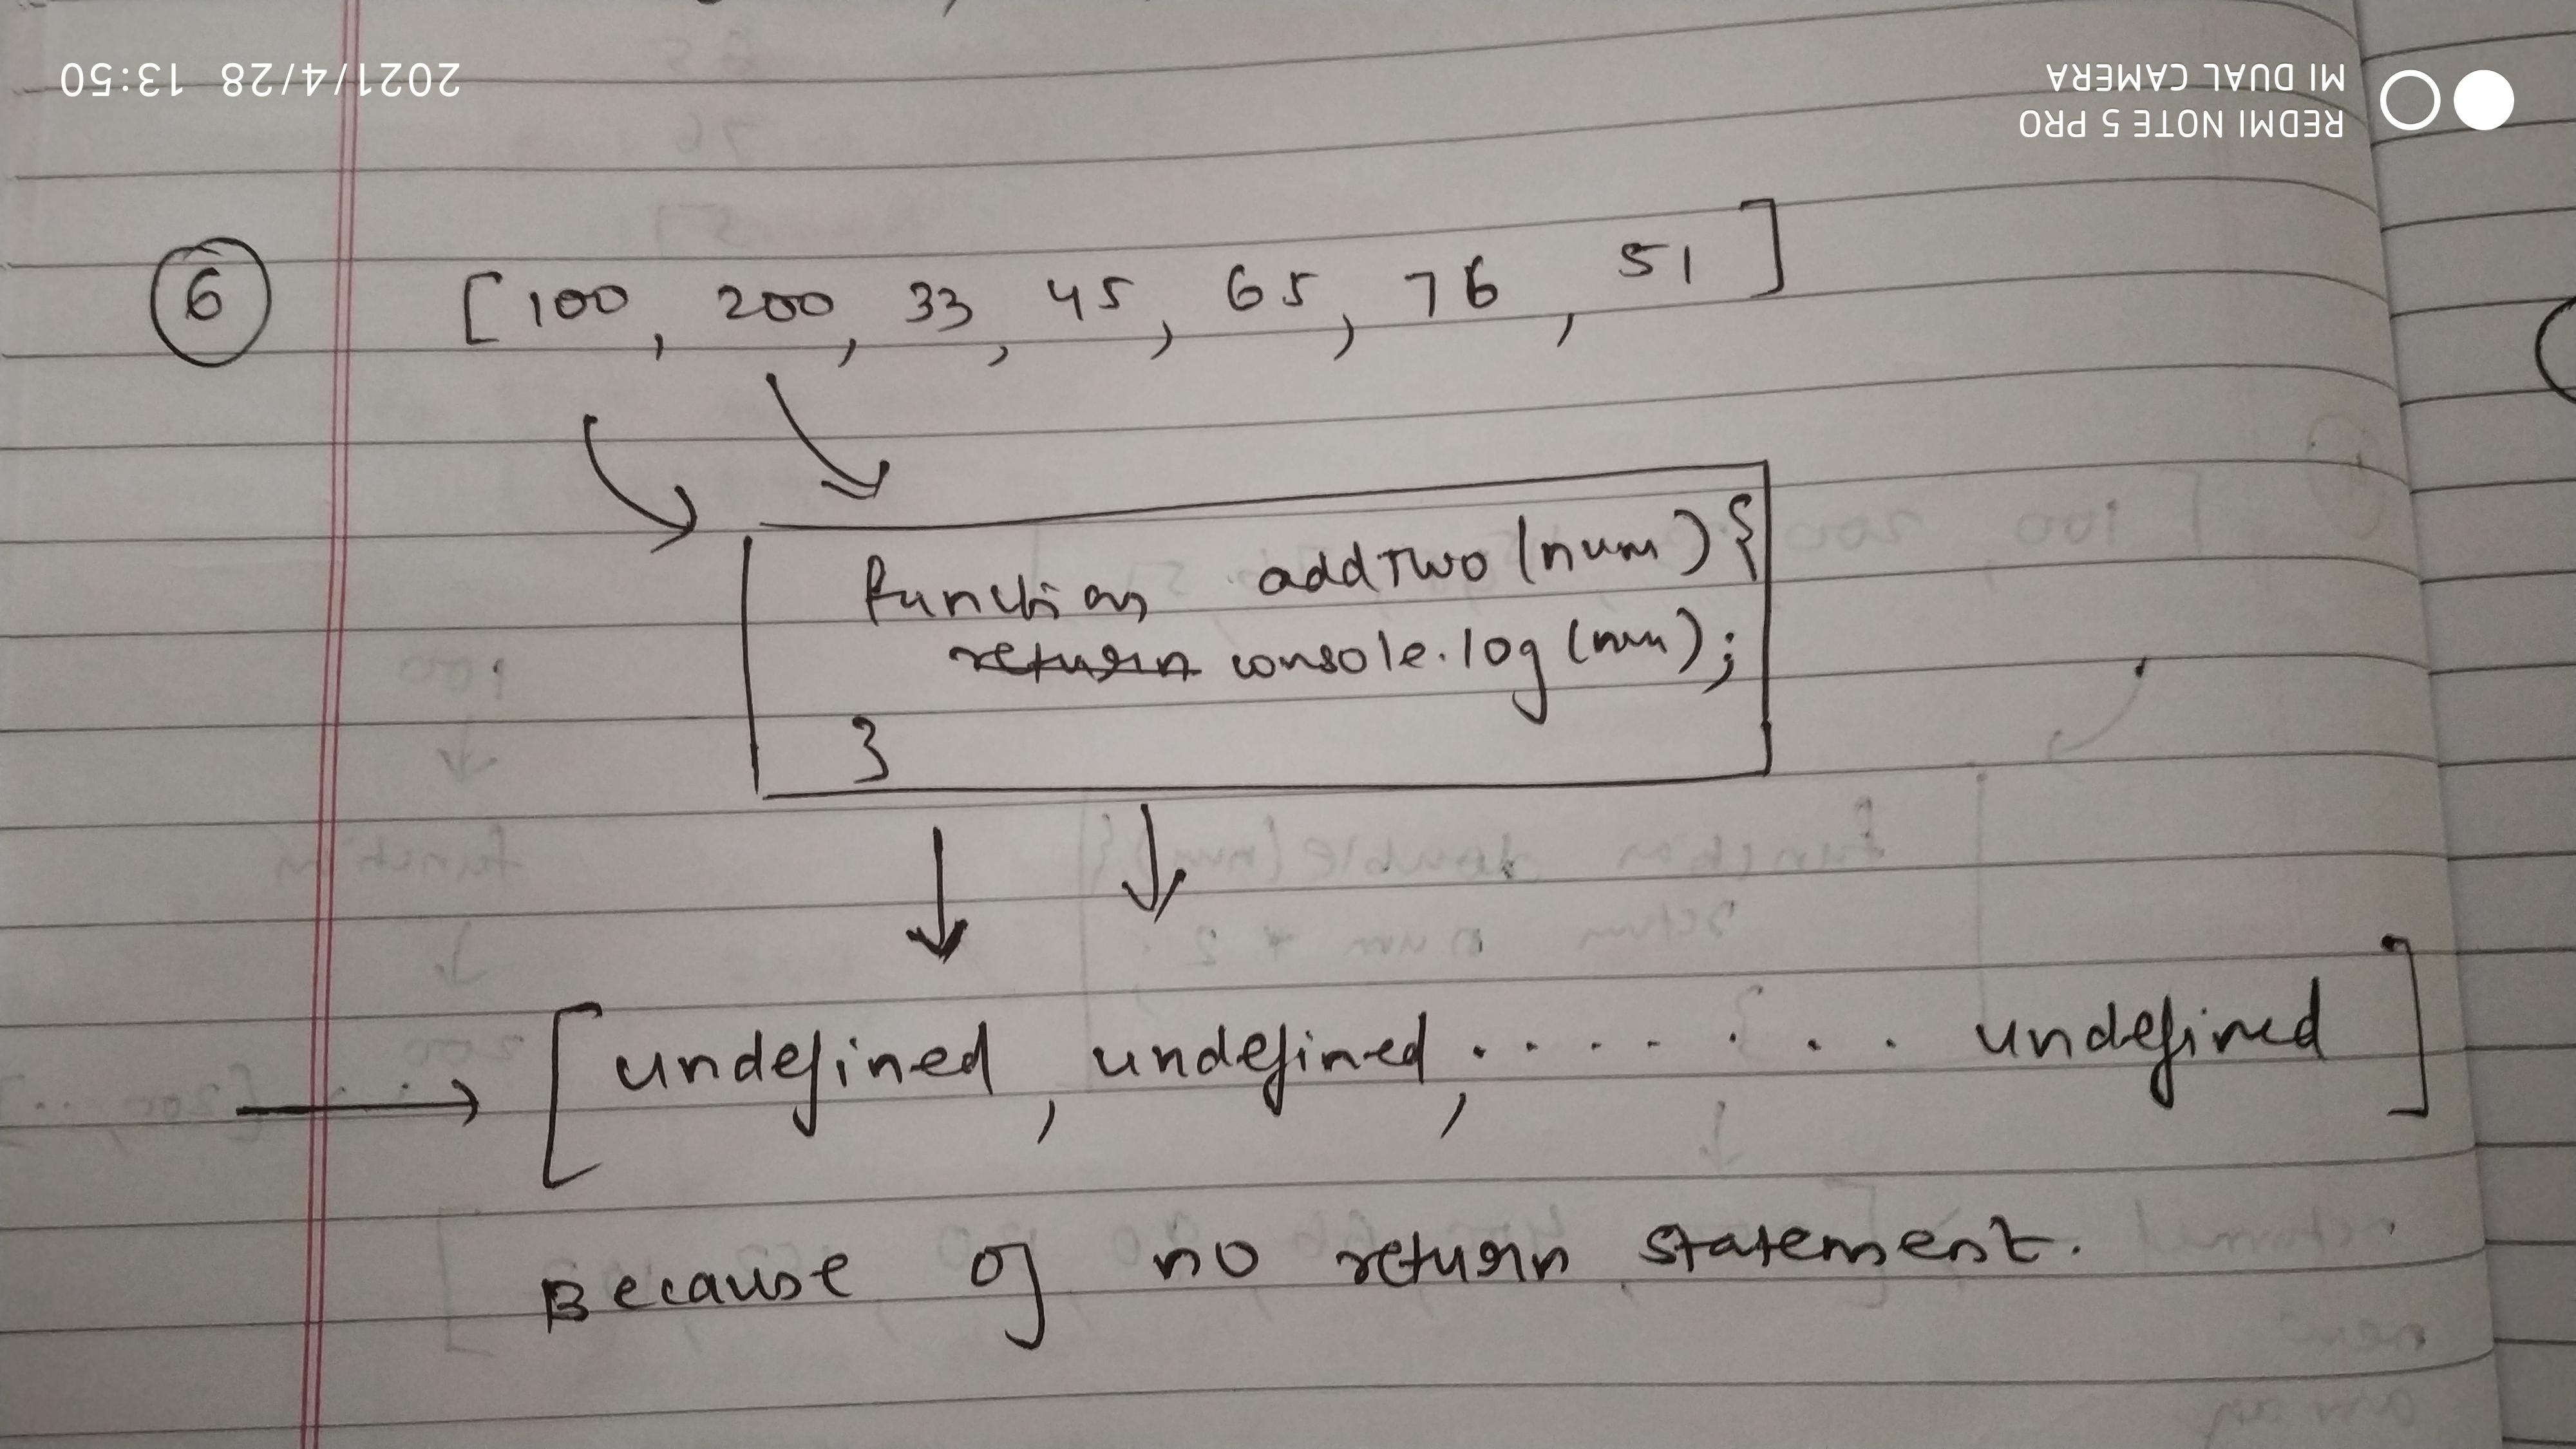 2021/4/28 13:50
REDMI NOTE 5 PRO
MI DUAL CAMERA
6 [100, 200, 33, 45, 65, 76, 51]
function addTwo(num){
return console.log(num);
}
[undefined, undefined, ........ undefined]
Because of no return statement.